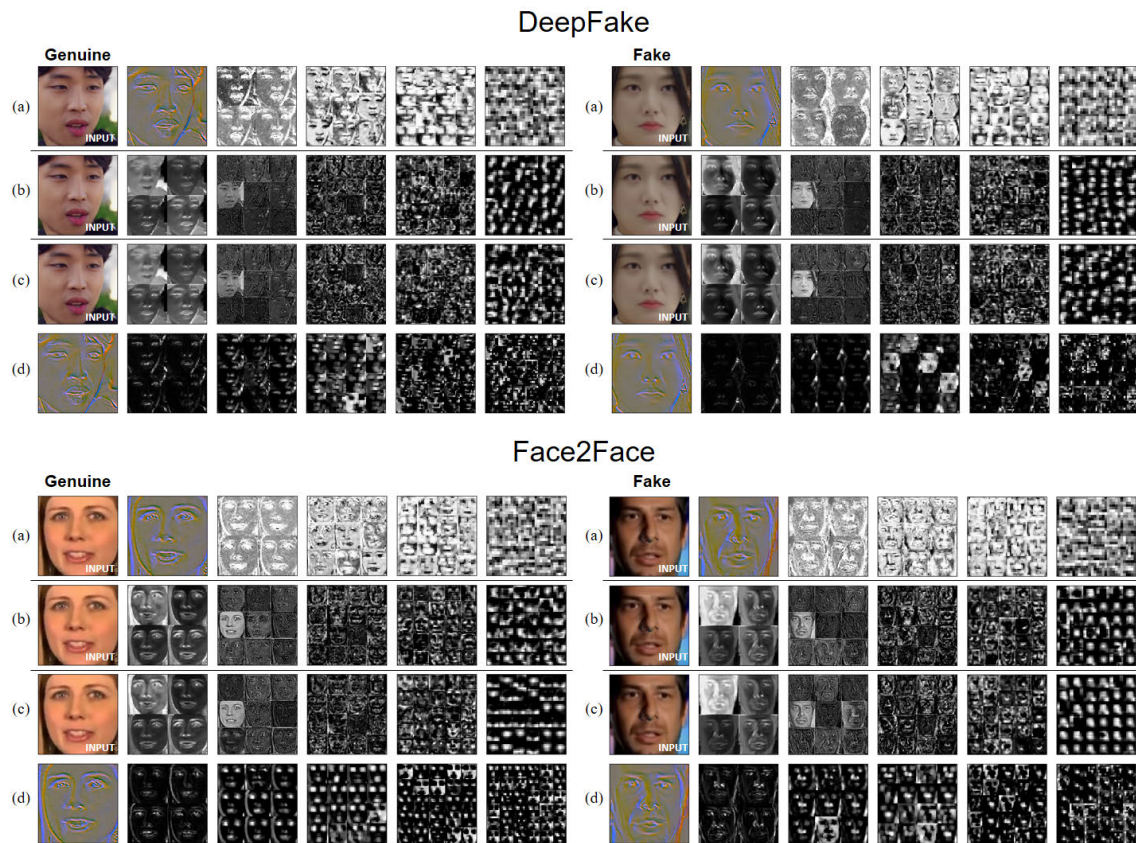 DeepFake
Genuine
Fake
(a)
INPUT
(a)
INPUT
(b)
INPUT
(b)
INPUT
(c)
INPUT
(c)
INPUT
(d)
(d)
Face2Face
Genuine
Fake
(a)
INPUT
(a)
INPUT
(b)
INPUT
(b)
INPUT
(c)
INPUT
(c)
INPUT
(d)
(d)